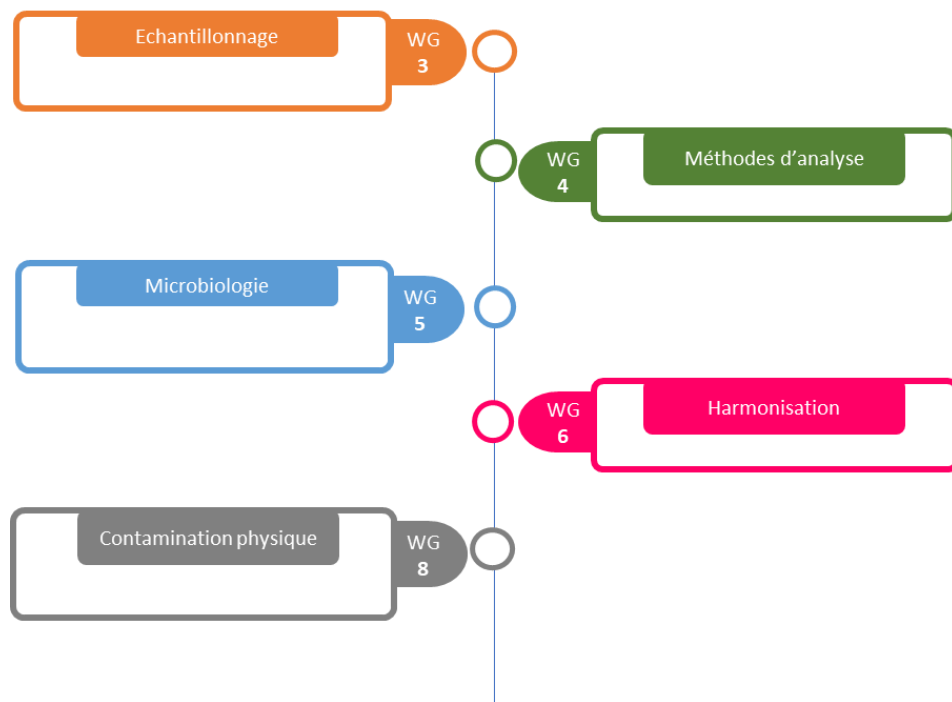 Echantillonnage
WG
3
WG
4
Méthodes d'analyse
Microbiologie
WG
5
WG
6
Harmonisation
Contamination physique
WG
8